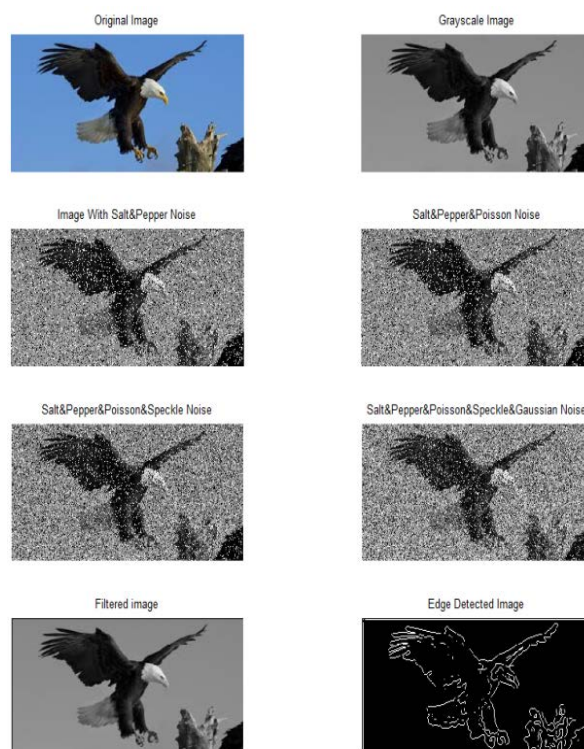 Original Image
Grayscale Image
Image With Salt&Pepper Noise
Salt&Pepper&Poisson Noise
Salt&Pepper&Poisson&Speckle Noise
Salt&Pepper&Poisson&Speckle&Gaussian Noise
Filtered image
Edge Detected Image